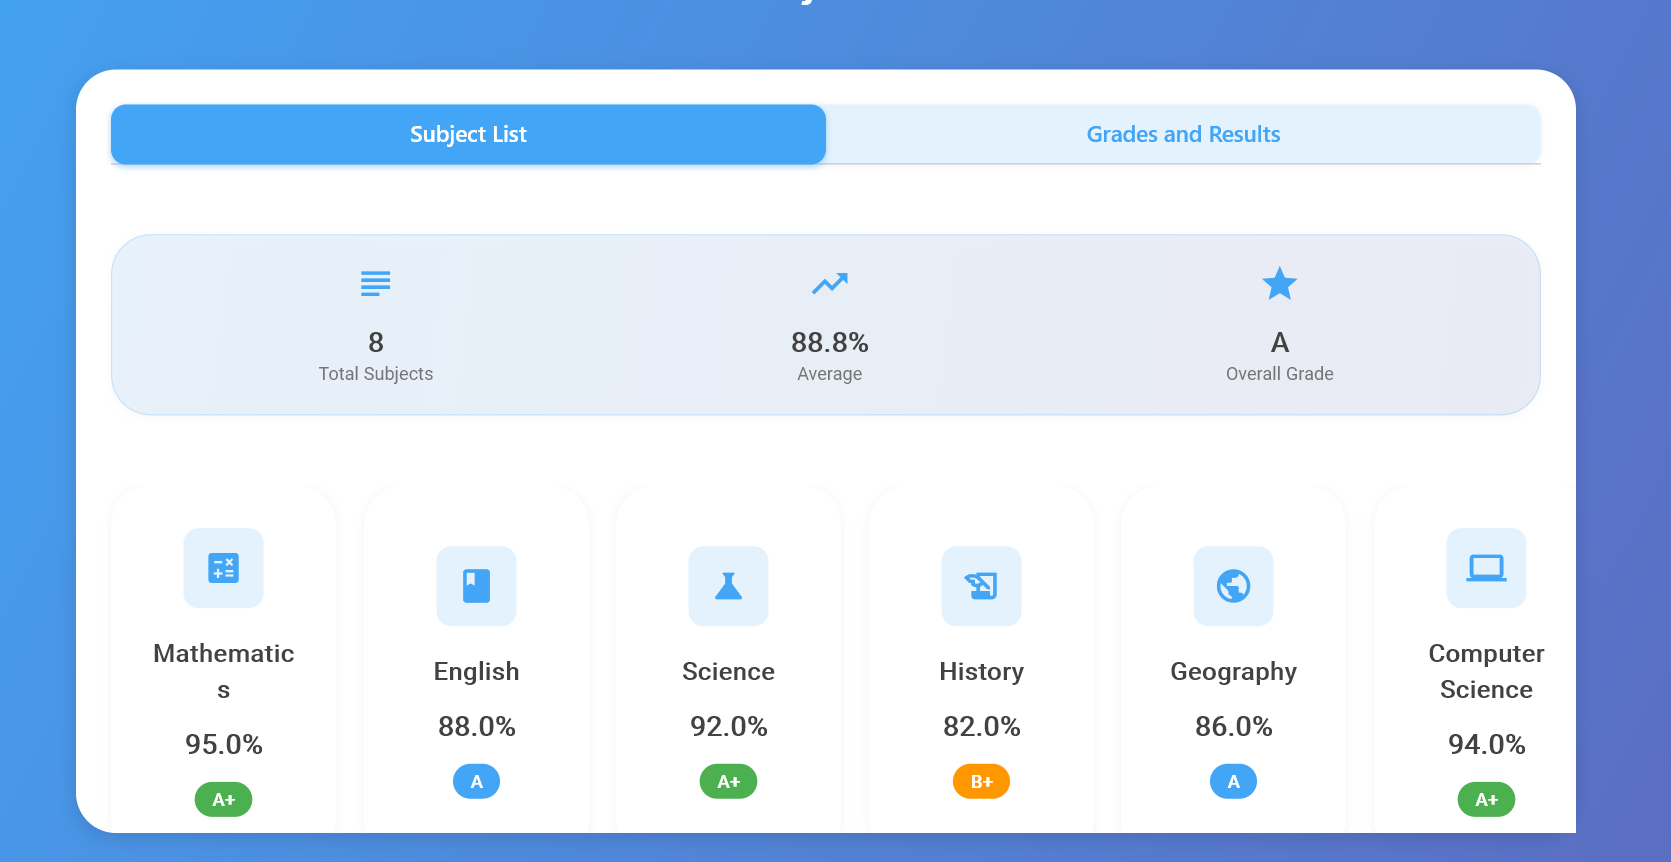 Subject List
Grades and Results
8
Total Subjects
88.8%
Average
A
Overall Grade
Mathematic
s
95.0%
A+
English
88.0%
A
Science
92.0%
A+
History
82.0%
B+
Geography
86.0%
A
Computer
Science
94.0%
A+